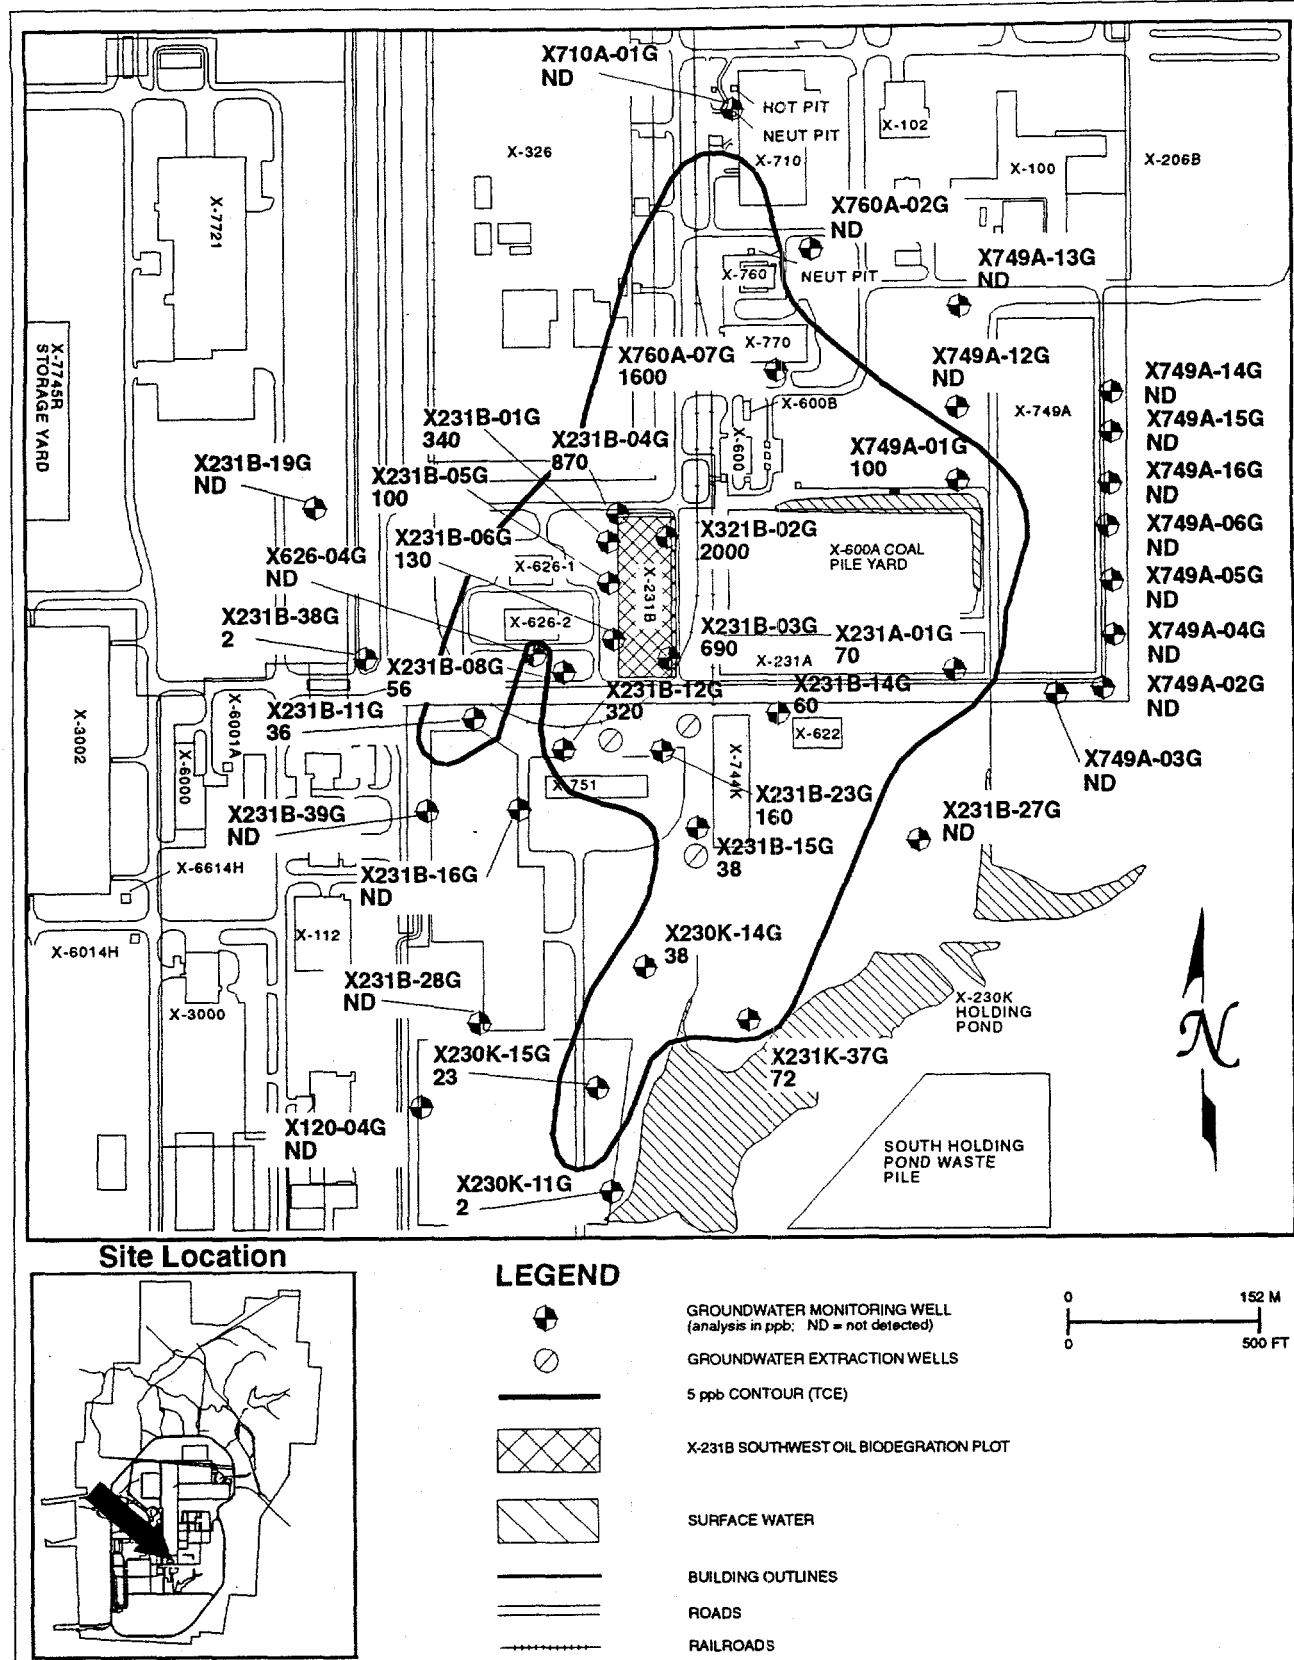 X710A-01G
ND
HOT PIT
NEUT PIT
X-710
X-102
X-100
X-206B
X-326
X-7721
X760A-02G
ND
X749A-13G
ND
X-760
NEUT PIT
X-7745R
STORAGE YARD
X760A-07G
1600
X-770
X749A-12G
ND
X749A-14G
ND
X-600B
X-749A
X749A-15G
ND
X231B-01G
340
X231B-04G
870
X-600
X749A-01G
100
X749A-16G
ND
X231B-19G
ND
X231B-05G
100
X231B-06G
130
X321B-02G
2000
X-600A COAL
PILE YARD
X749A-06G
ND
X626-04G
ND
X-626-1
X-231B
X749A-05G
ND
X231B-38G
2
X-626-2
X231B-03G
690
X231A-01G
70
X749A-04G
ND
X-231A
X231B-08G
56
X231B-12G
320
X231B-14G
60
X749A-02G
ND
X231B-11G
36
X-3002
X-6001A
X-6000
X-622
X-744K
X749A-03G
ND
X-751
X231B-39G
ND
X231B-23G
160
X231B-27G
ND
X231B-15G
38
X-6614H
X231B-16G
ND
X-112
X230K-14G
38
X-6014H
X231B-28G
ND
X-3000
X-230K
HOLDING
POND
N
X230K-15G
23
X231K-37G
72
X120-04G
ND
SOUTH HOLDING
POND WASTE
PILE
X230K-11G
2
Site Location
LEGEND
GROUNDWATER MONITORING WELL
(analysis in ppb; ND = not detected)
GROUNDWATER EXTRACTION WELLS
5 ppb CONTOUR (TCE)
X-231B SOUTHWEST OIL BIODEGRATION PLOT
SURFACE WATER
BUILDING OUTLINES
ROADS
RAILROADS
0 152 M
0 500 FT